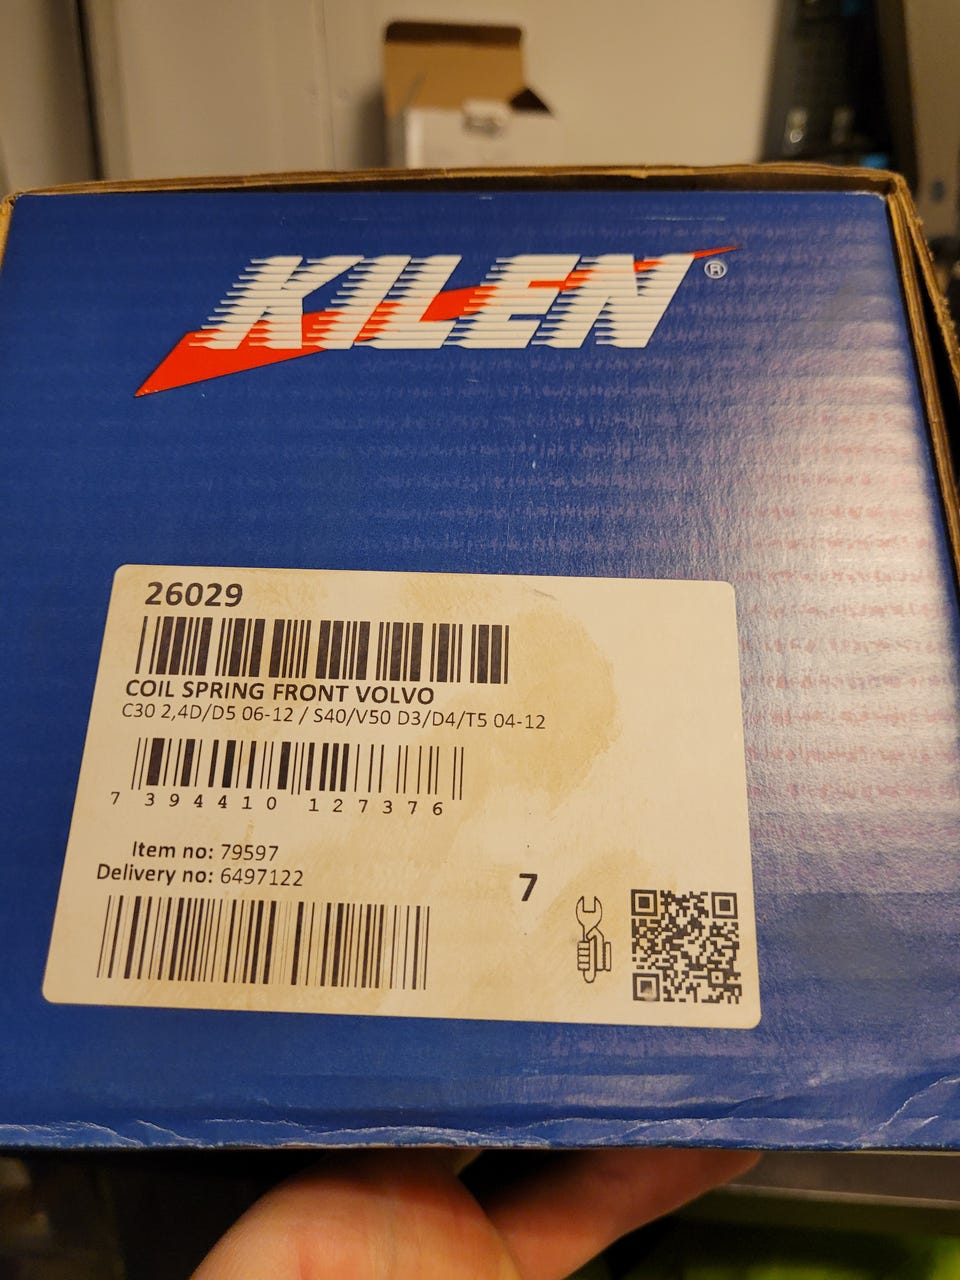 KILEN®
26029
COIL SPRING FRONT VOLVO
C30 2,4D/D5 06-12 / S40/V50 D3/D4/T5 04-12
7 394410 127376
Item no: 79597
Delivery no: 6497122
7